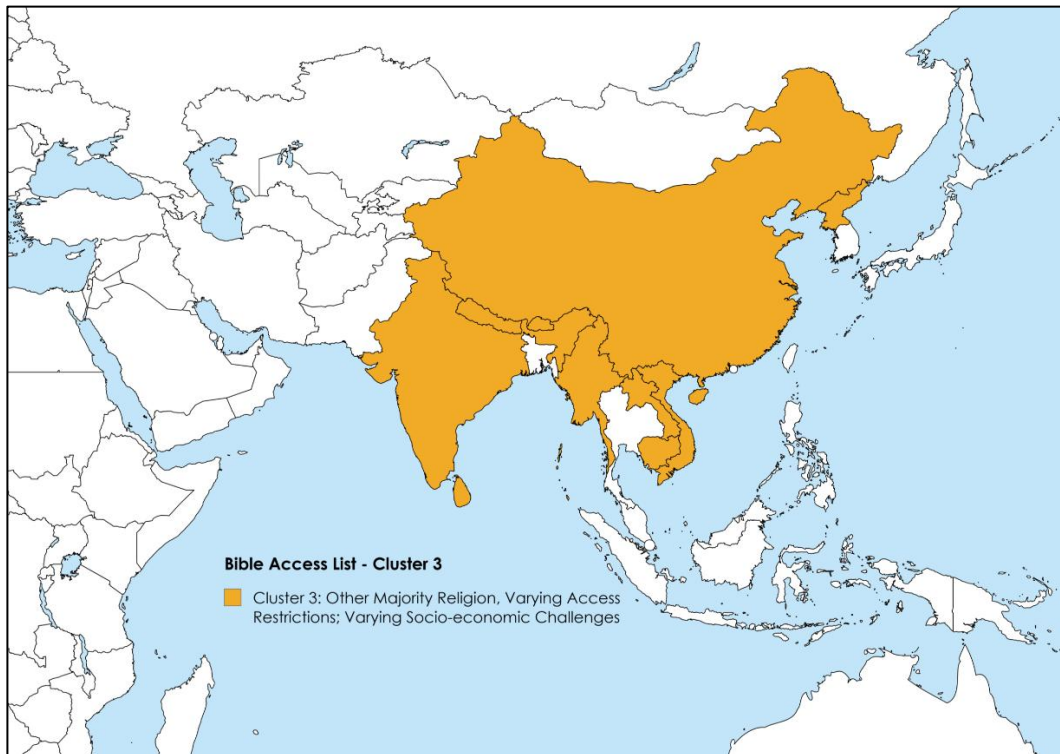 Bible Access List - Cluster 3
Cluster 3: Other Majority Religion, Varying Access
Restrictions; Varying Socio-economic Challenges